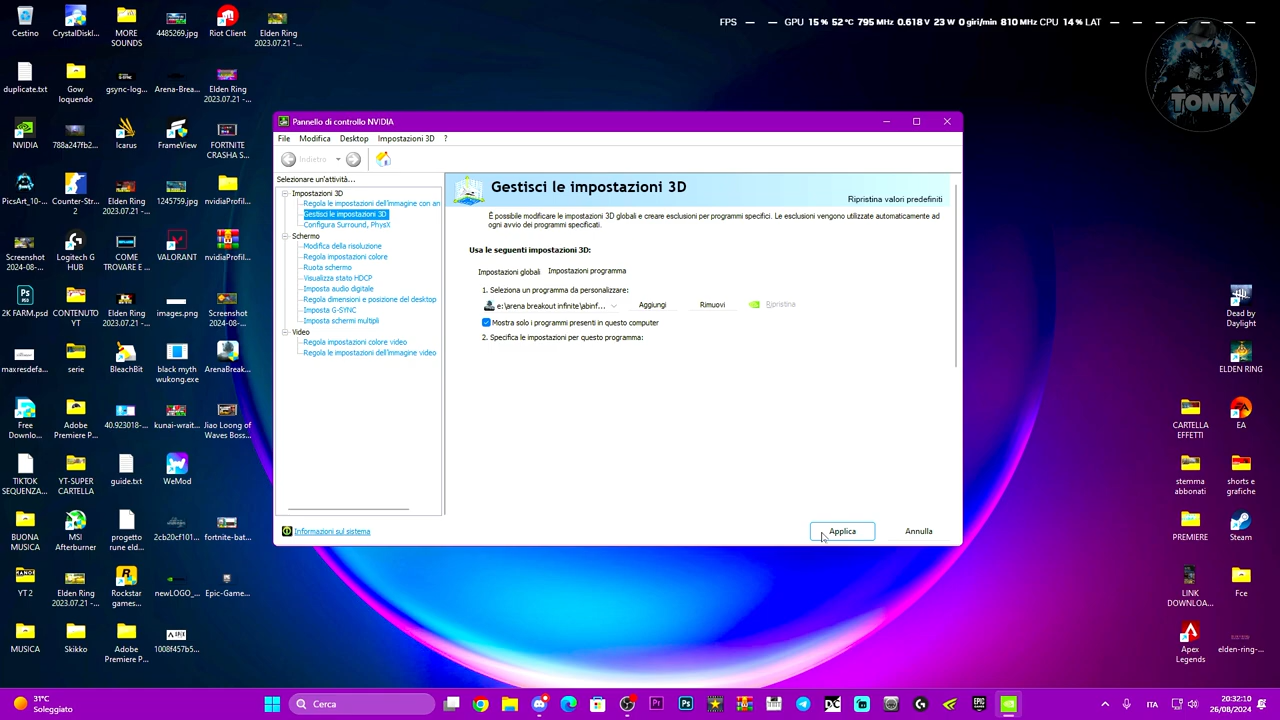 FPS — — GPU 15 % 52 °C 795 MHz 0.618 V 23 W 0 giri/min 810 MHz CPU 14 % LAT — — — — — — —
TONY
Cestino
CrystalDiskI...
MORE SOUNDS
4485269.jpg
Riot Client
Elden Ring 2023.07.21 -...
duplicate.txt
Gow loquendo
gsync-log...
Arena-Brea...
Elden Ring 2023.07.21 -...
NVIDIA
788a247fb2...
Icarus
FrameView
FORTNITE CRASHA S...
PicsArt_10-...
Counter-Str... 2
Elden Ring 2023.07.21 -...
1245759.jpg
Screenshot 2024-08-...
Logitech G HUB
COME TROVARE E ...
VALORANT
nvidiaProfil...
2K FARM.psd
CONTENUTO YT
Elden Ring 2023.07.21 -...
images.png
Screenshot 2024-08-...
maxresdefa...
serie
BleachBit
black myth wukong.exe
ArenaBreak...
Free Downlo...
Adobe Premiere P...
40.923018-...
kunai-wrait...
Jiao Loong of Waves Boss...
TIKTOK SEQUENZA...
YT-SUPER CARTELLA
guide.txt
WeMod
BUONA MUSICA
MSI Afterburner
progetto rune eld...
2cb20cf101...
fortnite-bat...
YT 2
Elden Ring 2023.07.21 -...
Rockstar games...
newLOGO_...
Epic-Game...
MUSICA
Skikko
Adobe Premiere P...
1008f457b5...
Pannello di controllo NVIDIA
File Modifica Desktop Impostazioni 3D ?
Indietro
Selezionare un'attività...
Impostazioni 3D
Regola le impostazioni dell'immagine con an
Gestisci le impostazioni 3D
Configura Surround, PhysX
Schermo
Modifica della risoluzione
Regola impostazioni colore
Ruota schermo
Visualizza stato HDCP
Imposta audio digitale
Regola dimensioni e posizione del desktop
Imposta G-SYNC
Imposta schermi multipli
Video
Regola impostazioni colore video
Regola le impostazioni dell'immagine video
Informazioni sul sistema
Gestisci le impostazioni 3D
Ripristina valori predefiniti
È possibile modificare le impostazioni 3D globali e creare esclusioni per programmi specifici. Le esclusioni vengono utilizzate automaticamente ad
ogni avvio dei programmi specificati.
Usa le seguenti impostazioni 3D:
Impostazioni globali Impostazioni programma
1. Seleziona un programma da personalizzare:
e:\arena breakout infinite\abinf... Aggiungi Rimuovi Ripristina
Mostra solo i programmi presenti in questo computer
2. Specifica le impostazioni per questo programma:
Applica Annulla
Dead by Daylight
ELDEN RING
CARTELLA EFFETTI
EA
stemma abbonati
shorts e grafiche
PREMIERE
Steam
LINK DOWNLOA...
Fce
Apex Legends
elden-ring-...
31°C
Soleggiato
Cerca
ITA
20:32:10
26/08/2024